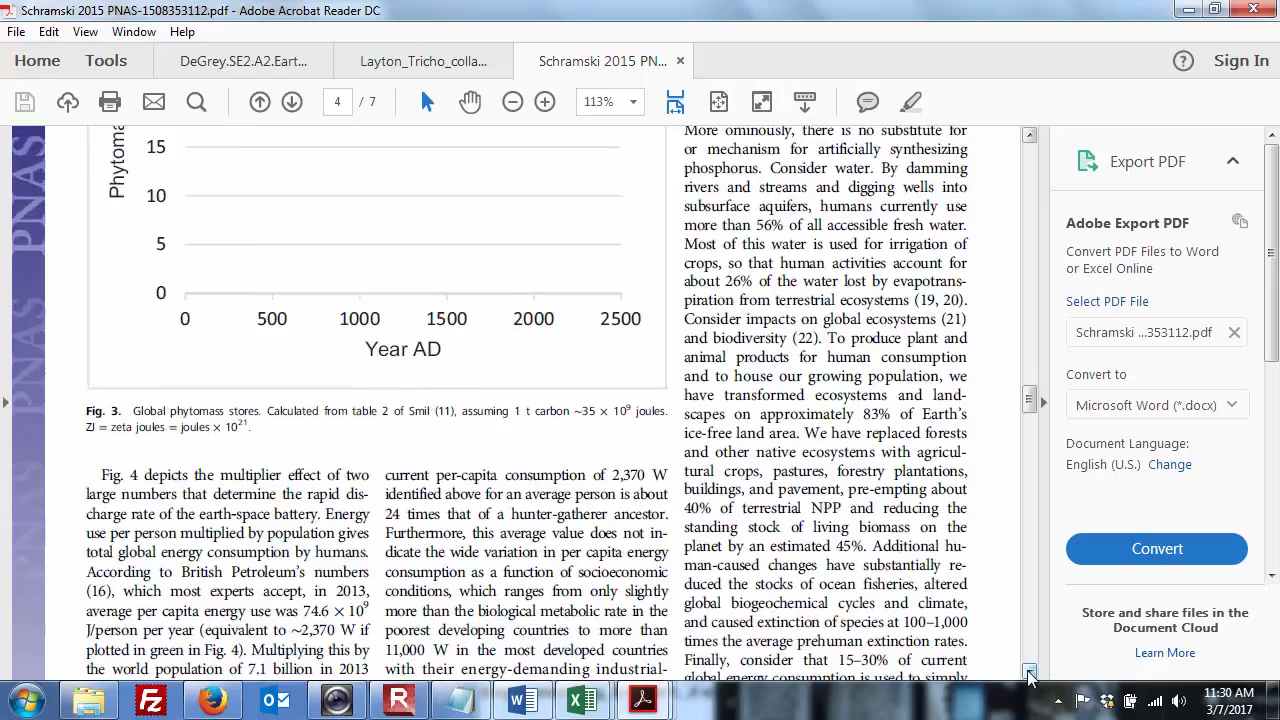 Schramski 2015 PNAS-1508353112.pdf - Adobe Acrobat Reader DC
File Edit View Window Help
Home Tools DeGrey.SE2.A2.Eart... Layton_Tricho_colla... Schramski 2015 PN... × Sign In
4 / 7 113%
PNAS PNAS PNAS
Phytoma
15
10
5
0
0 500 1000 1500 2000 2500
Year AD
Fig. 3. Global phytomass stores. Calculated from table 2 of Smil (11), assuming 1 t carbon ~35 × 10⁹ joules.
ZJ = zeta joules = joules × 10²¹.
Fig. 4 depicts the multiplier effect of two
large numbers that determine the rapid dis-
charge rate of the earth-space battery. Energy
use per person multiplied by population gives
total global energy consumption by humans.
According to British Petroleum's numbers
(16), which most experts accept, in 2013,
average per capita energy use was 74.6 × 10⁹
J/person per year (equivalent to ~2,370 W if
plotted in green in Fig. 4). Multiplying this by
the world population of 7.1 billion in 2013
current per-capita consumption of 2,370 W
identified above for an average person is about
24 times that of a hunter-gatherer ancestor.
Furthermore, this average value does not in-
dicate the wide variation in per capita energy
consumption as a function of socioeconomic
conditions, which ranges from only slightly
more than the biological metabolic rate in the
poorest developing countries to more than
11,000 W in the most developed countries
with their energy-demanding industrial-
More ominously, there is no substitute for
or mechanism for artificially synthesizing
phosphorus. Consider water. By damming
rivers and streams and digging wells into
subsurface aquifers, humans currently use
more than 56% of all accessible fresh water.
Most of this water is used for irrigation of
crops, so that human activities account for
about 26% of the water lost by evapotrans-
piration from terrestrial ecosystems (19, 20).
Consider impacts on global ecosystems (21)
and biodiversity (22). To produce plant and
animal products for human consumption
and to house our growing population, we
have transformed ecosystems and land-
scapes on approximately 83% of Earth's
ice-free land area. We have replaced forests
and other native ecosystems with agricul-
tural crops, pastures, forestry plantations,
buildings, and pavement, pre-empting about
40% of terrestrial NPP and reducing the
standing stock of living biomass on the
planet by an estimated 45%. Additional hu-
man-caused changes have substantially re-
duced the stocks of ocean fisheries, altered
global biogeochemical cycles and climate,
and caused extinction of species at 100–1,000
times the average prehuman extinction rates.
Finally, consider that 15–30% of current
global energy consumption is used to simply
Export PDF
Adobe Export PDF
Convert PDF Files to Word
or Excel Online
Select PDF File
Schramski ...353112.pdf
Convert to
Microsoft Word (*.docx)
Document Language:
English (U.S.) Change
Convert
Store and share files in the
Document Cloud
Learn More
11:30 AM
3/7/2017